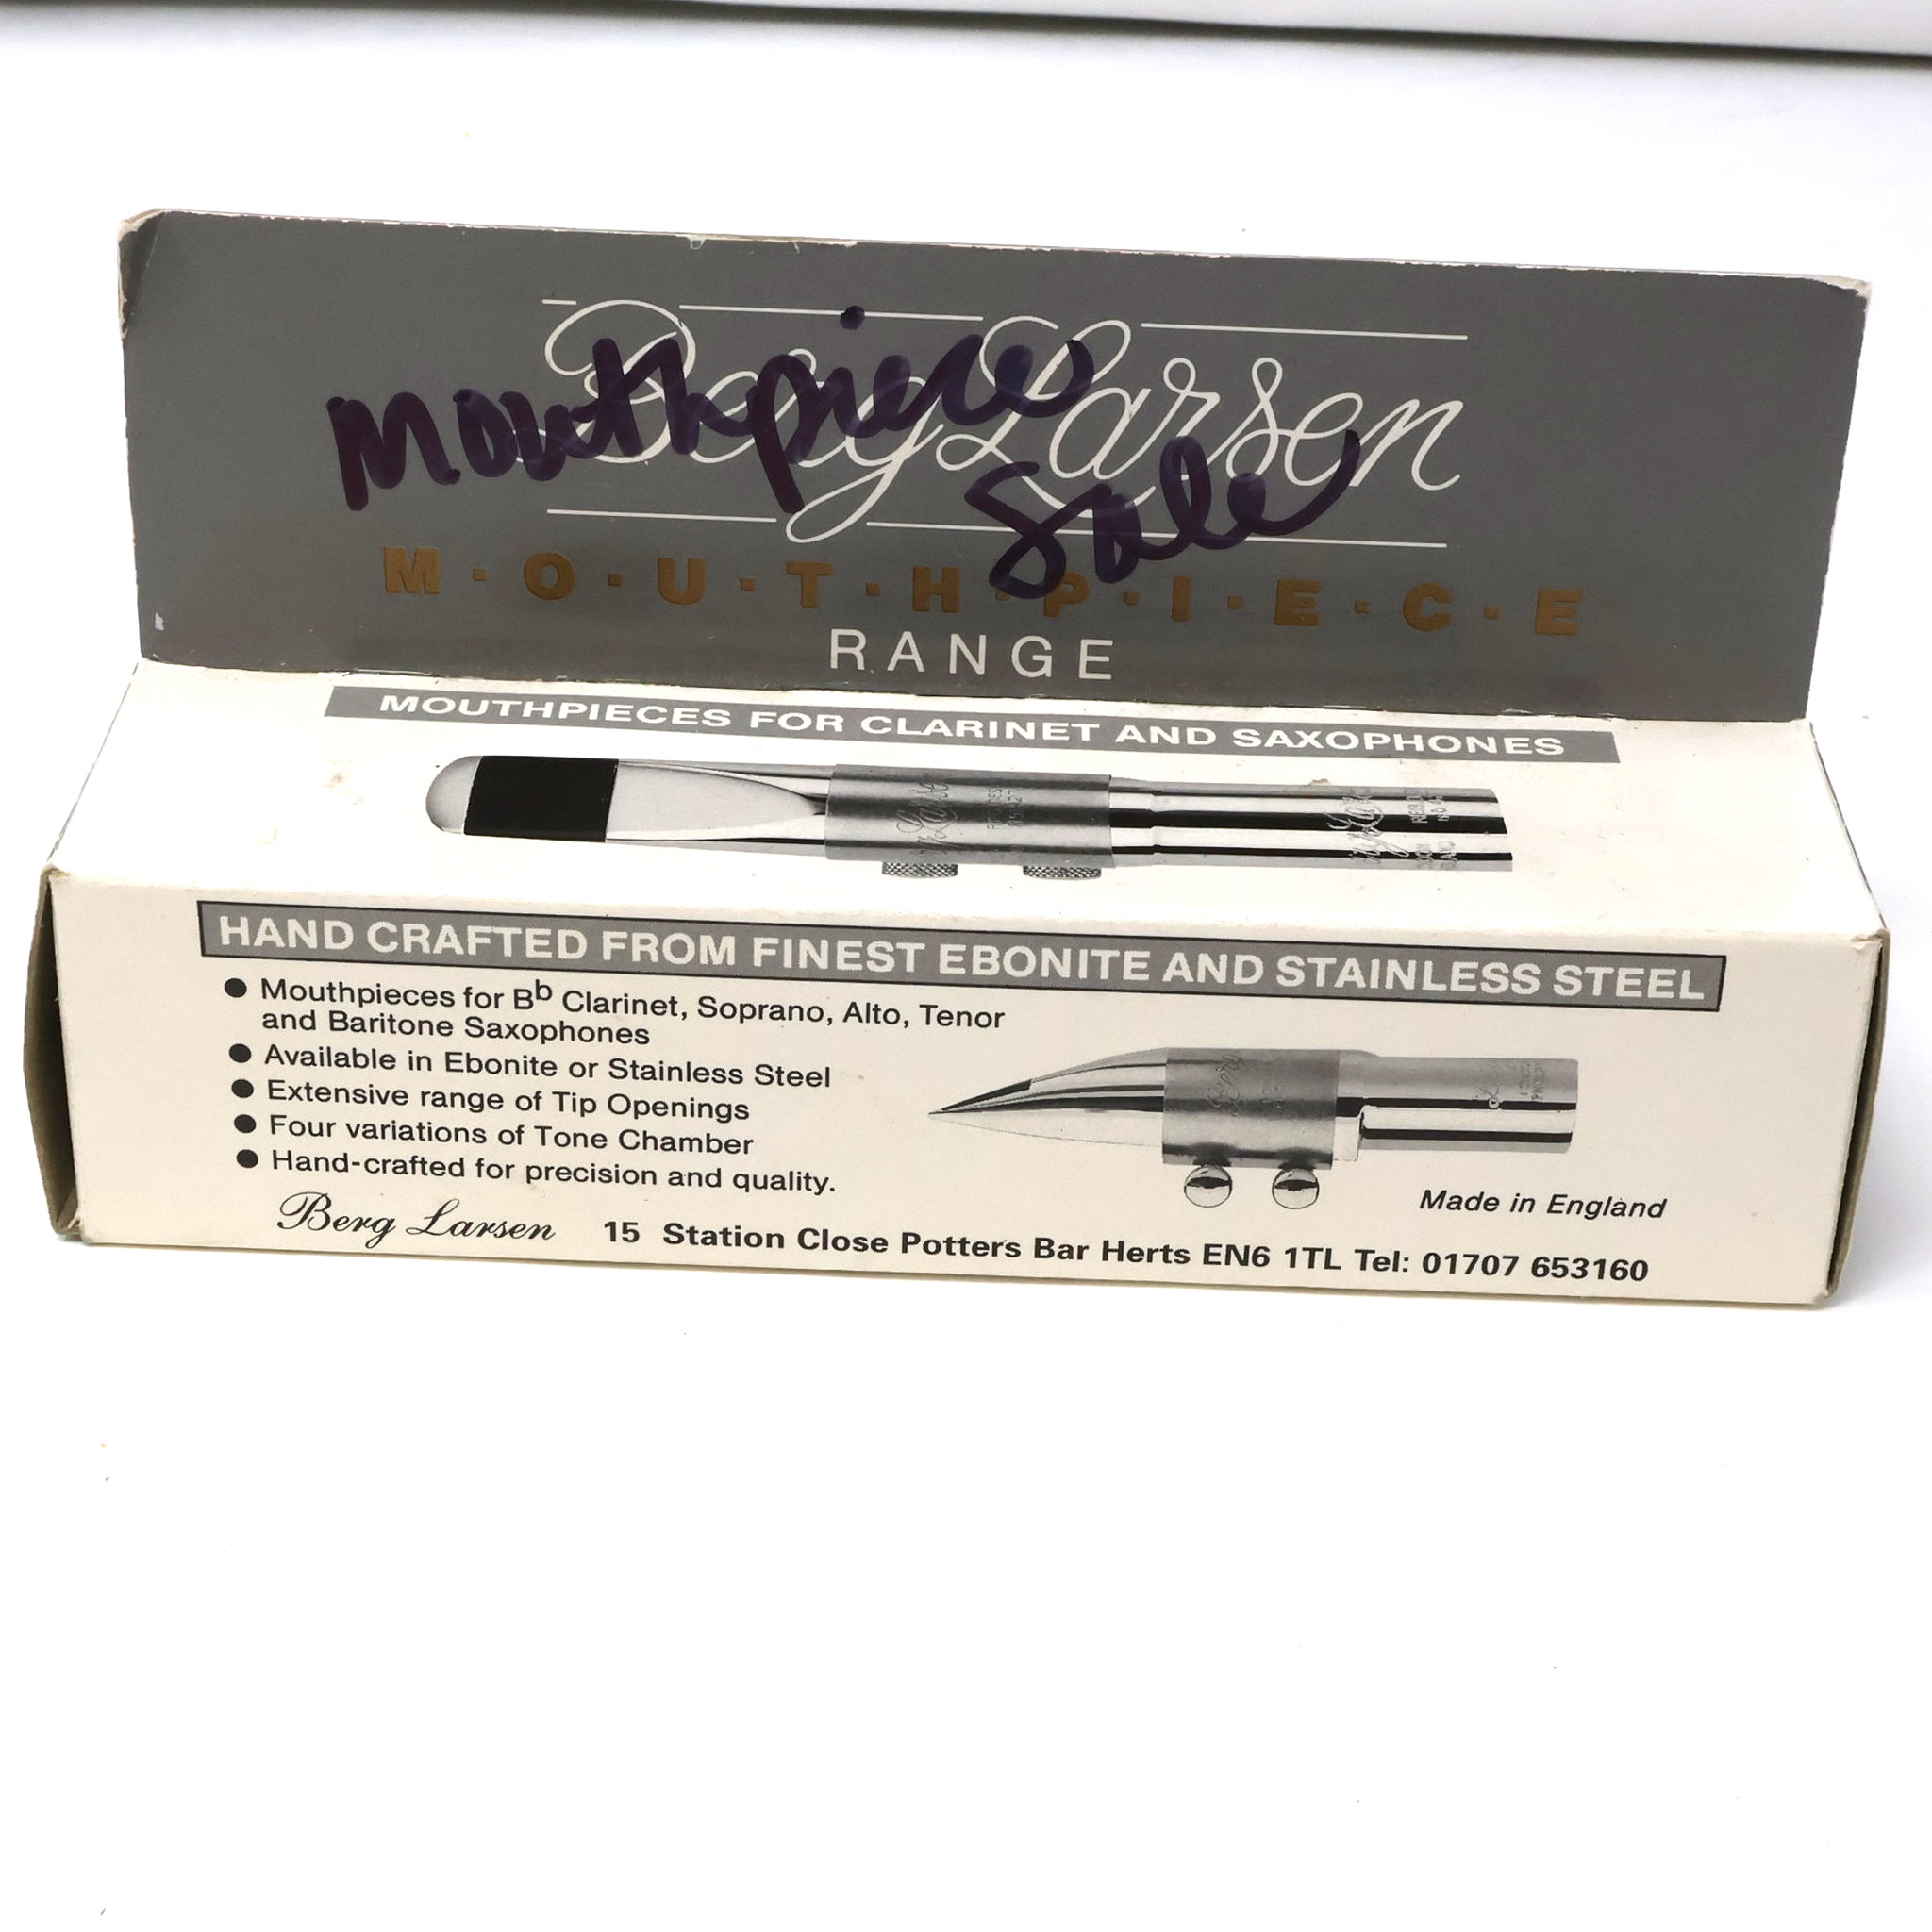 Berg Larsen
Mouthpiece
Sale
M·O·U·T·H·P·I·E·C·E
RANGE
MOUTHPIECES FOR CLARINET AND SAXOPHONES
HAND CRAFTED FROM FINEST EBONITE AND STAINLESS STEEL
● Mouthpieces for Bb Clarinet, Soprano, Alto, Tenor
and Baritone Saxophones
● Available in Ebonite or Stainless Steel
● Extensive range of Tip Openings
● Four variations of Tone Chamber
● Hand-crafted for precision and quality.
Made in England
Berg Larsen 15 Station Close Potters Bar Herts EN6 1TL Tel: 01707 653160